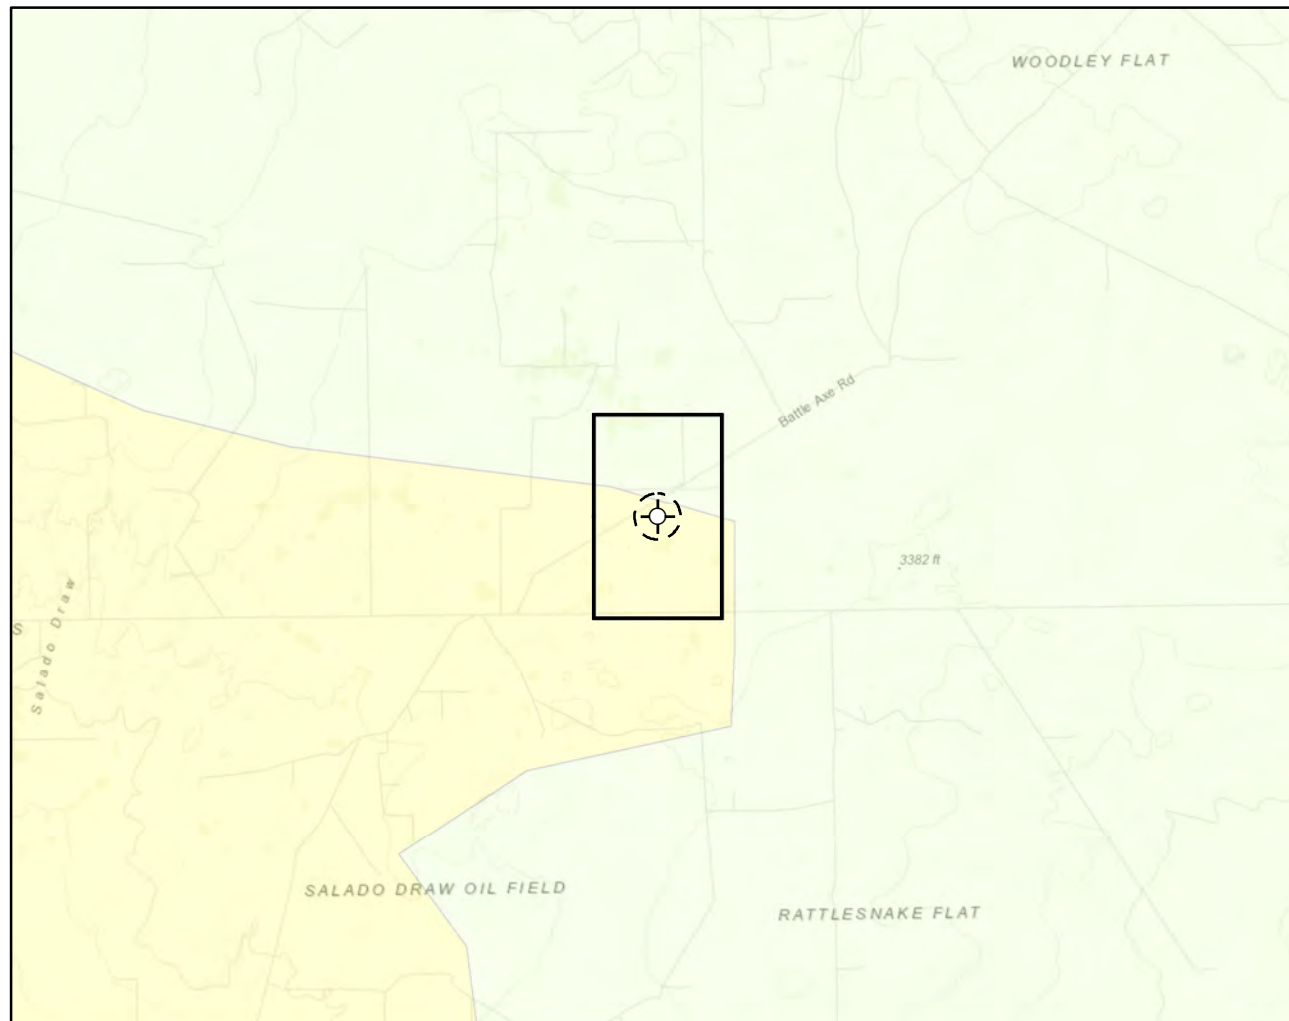 WOODLEY FLAT
Battle Axe Rd
3382 ft
Salado Draw
S
SALADO DRAW OIL FIELD
RATTLESNAKE FLAT